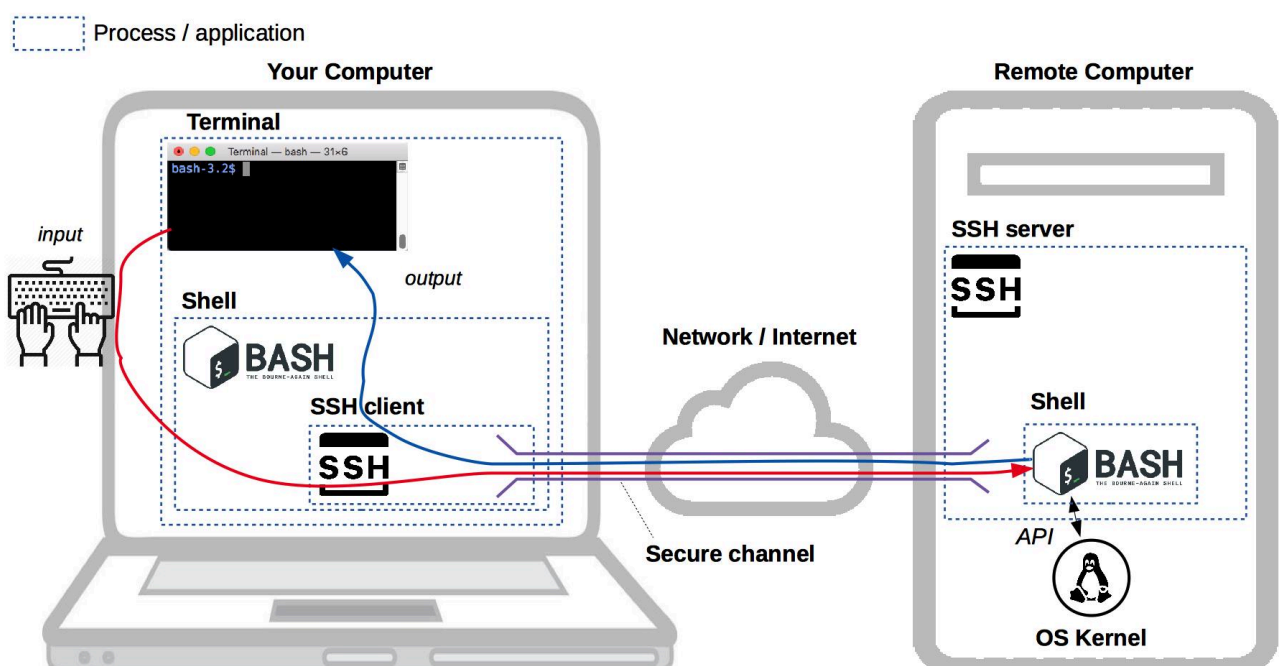 Process / application
Your Computer
Remote Computer
Terminal
Terminal — bash — 31×6
bash-3.2$
input
output
SSH server
SSH
Shell
$_
BASH
THE BOURNE-AGAIN SHELL
Network / Internet
SSH client
SSH
Shell
$_
BASH
THE BOURNE-AGAIN SHELL
Secure channel
API
OS Kernel